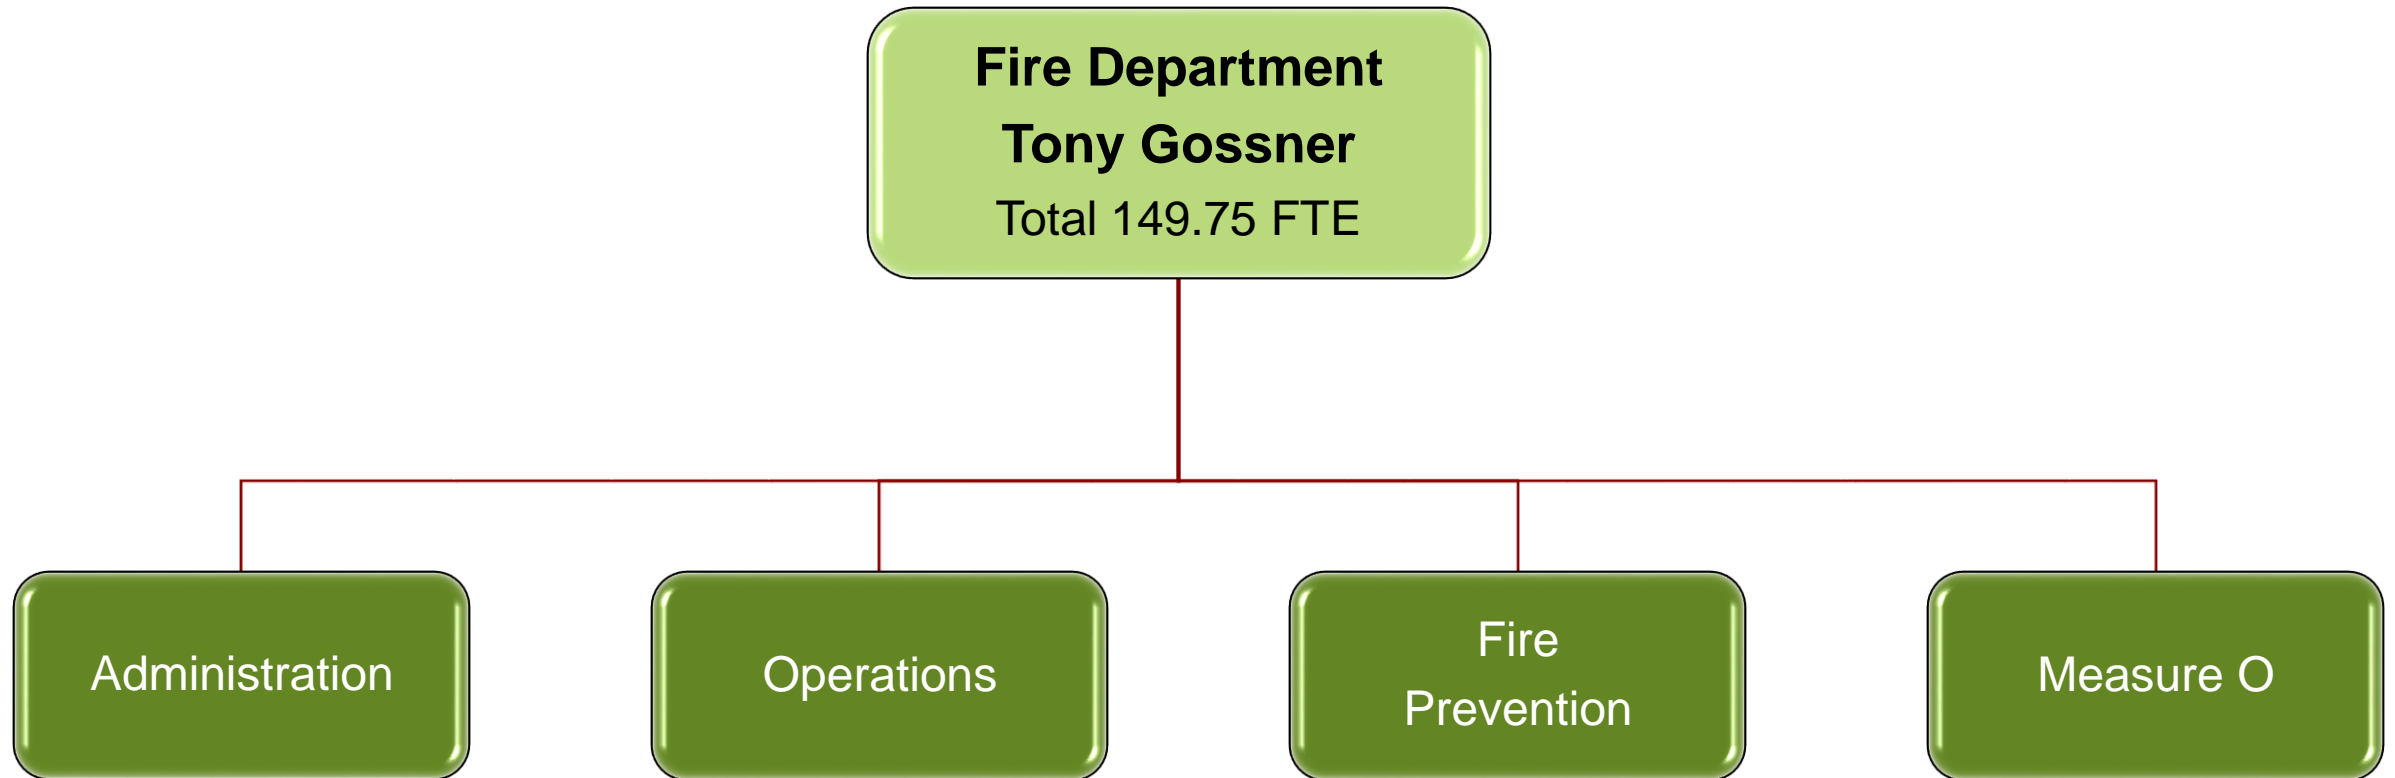 Fire Department
Tony Gossner
Total 149.75 FTE
Administration
Operations
Fire
Prevention
Measure O